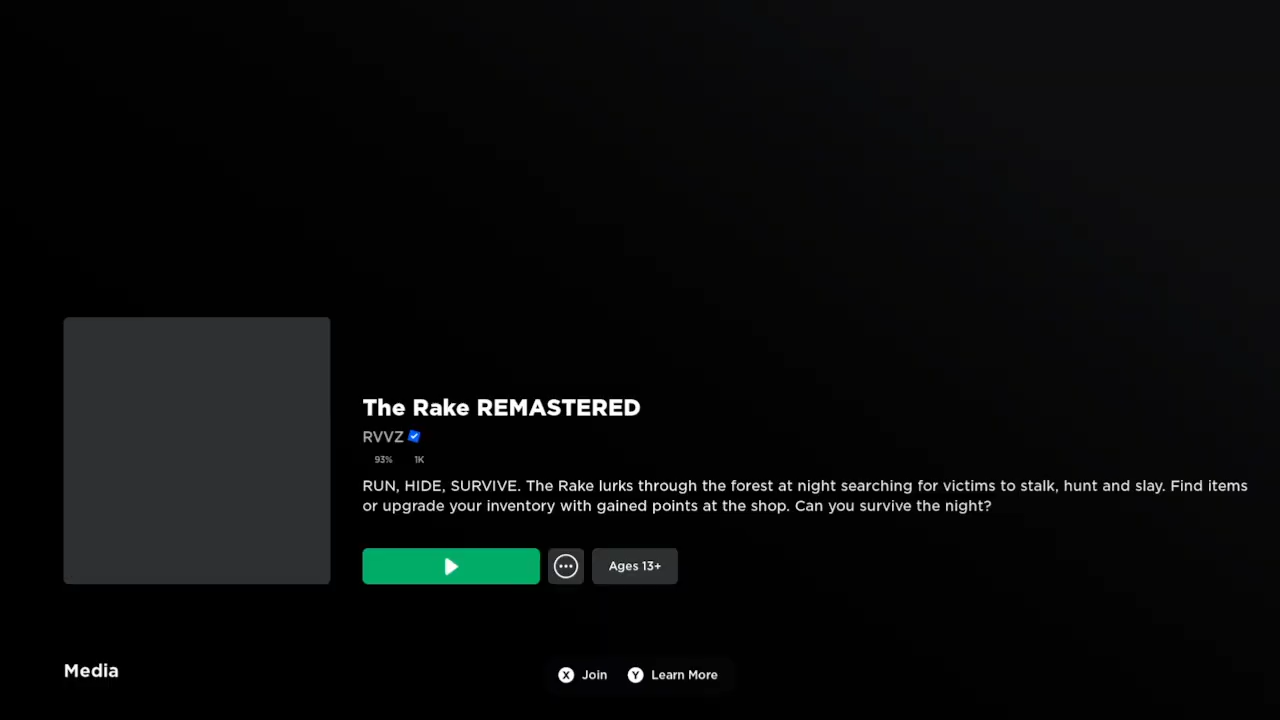 The Rake REMASTERED
RVVZ
93% 1K
RUN, HIDE, SURVIVE. The Rake lurks through the forest at night searching for victims to stalk, hunt and slay. Find items
or upgrade your inventory with gained points at the shop. Can you survive the night?
Ages 13+
Media
X Join Y Learn More